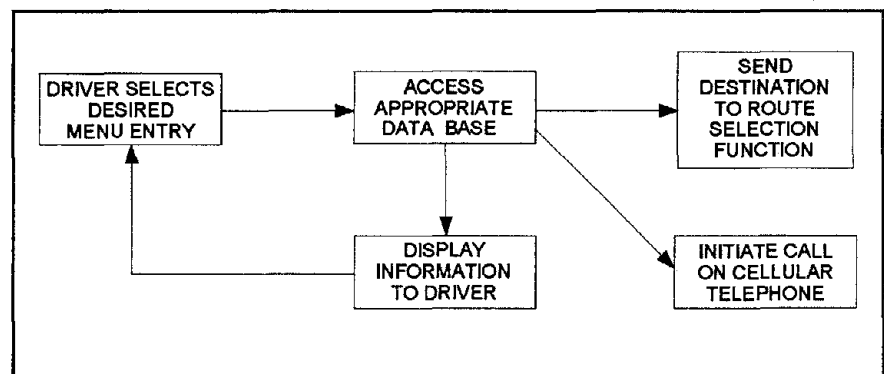 DRIVER SELECTS
DESIRED
MENU ENTRY
ACCESS
APPROPRIATE
DATA BASE
SEND
DESTINATION
TO ROUTE
SELECTION
FUNCTION
DISPLAY
INFORMATION
TO DRIVER
INITIATE CALL
ON CELLULAR
TELEPHONE